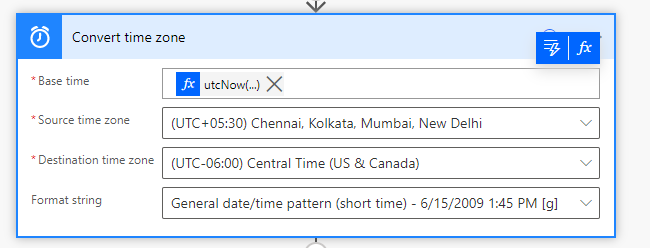 Convert time zone
fx
* Base time
fx utcNow(...)
* Source time zone
(UTC+05:30) Chennai, Kolkata, Mumbai, New Delhi
* Destination time zone
(UTC-06:00) Central Time (US & Canada)
Format string
General date/time pattern (short time) - 6/15/2009 1:45 PM [g]